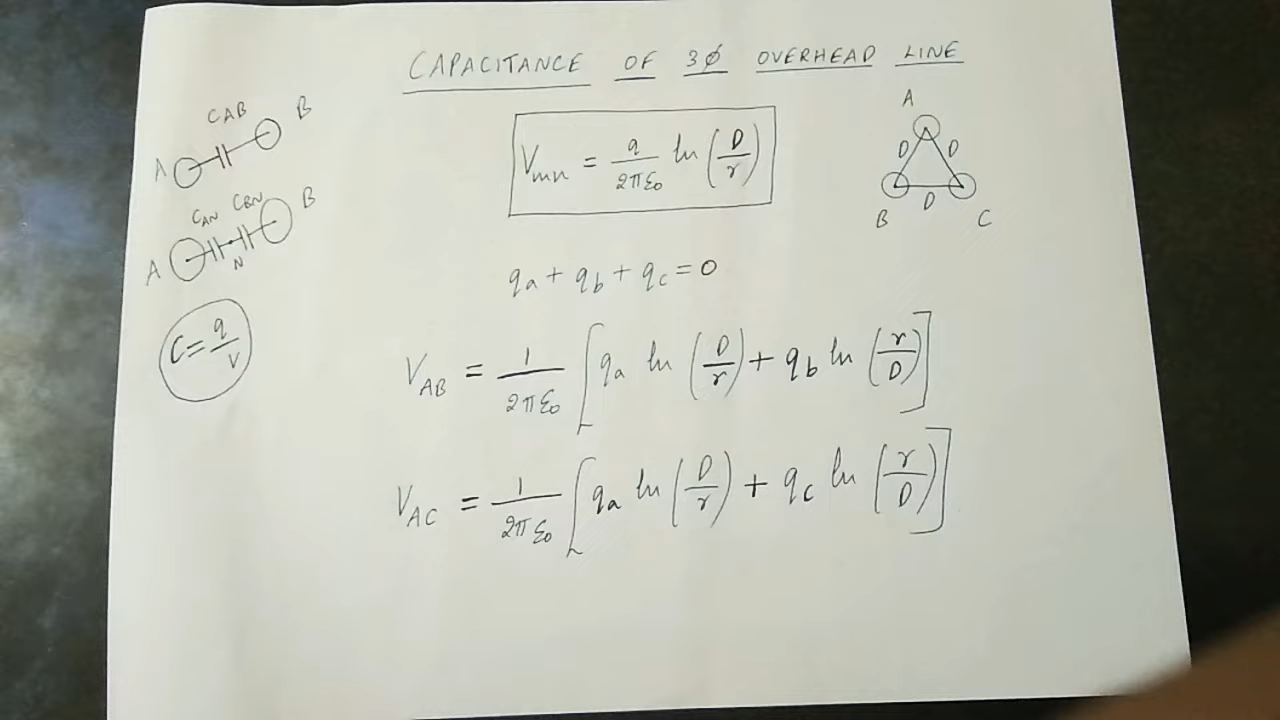 CAPACITANCE OF 3ϕ OVERHEAD LINE
CAB
A B
CAN CBN
A N B
C = q/V
Vmn = q/2πε0 ln (D/r)
A
D D
B D C
qa + qb + qc = 0
VAB = 1/2πε0 [qa ln (D/r) + qb ln (r/D)]
VAC = 1/2πε0 [qa ln (D/r) + qc ln (r/D)]